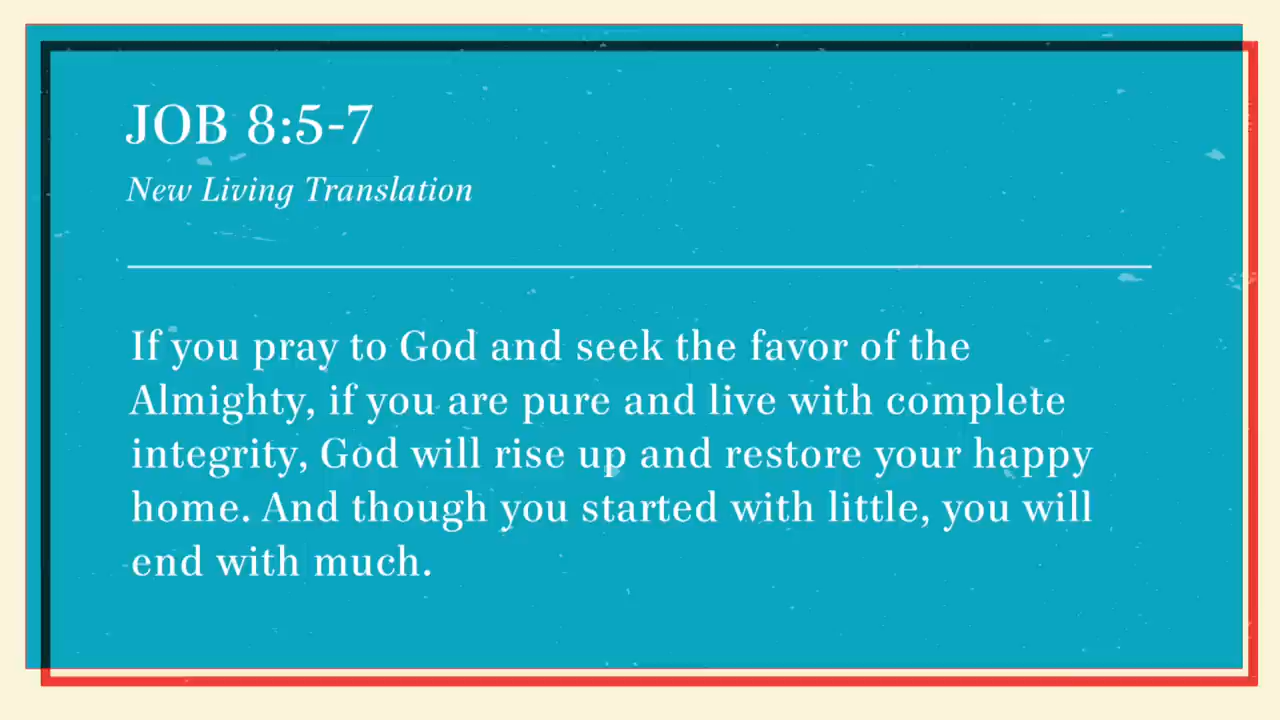 JOB 8:5-7
New Living Translation
If you pray to God and seek the favor of the
Almighty, if you are pure and live with complete
integrity, God will rise up and restore your happy
home. And though you started with little, you will
end with much.